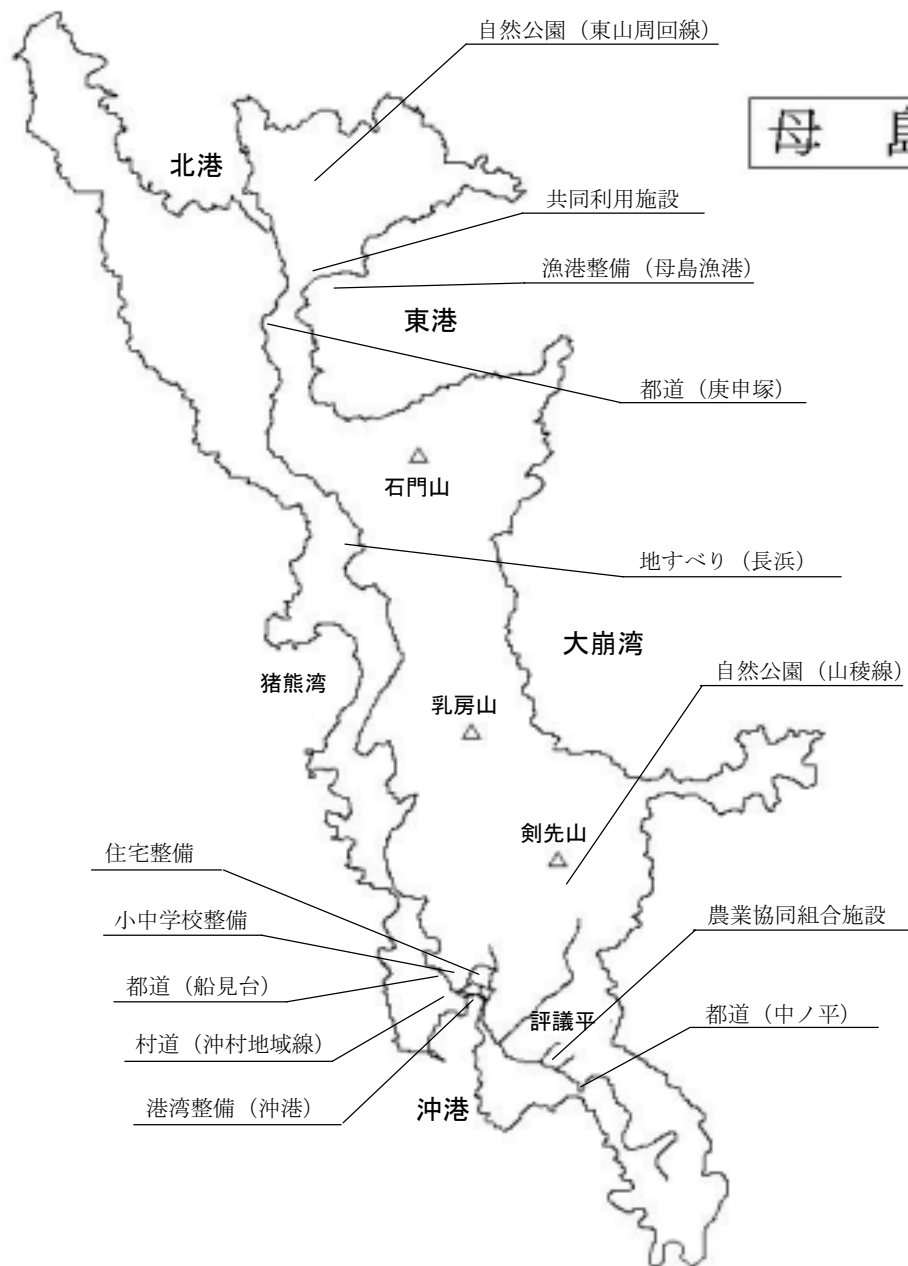 自然公園（東山周回線）
母
北港
共同利用施設
漁港整備（母島漁港）
東港
都道（庚申塚）
石門山
地すべり（長浜）
大崩湾
自然公園（山稜線）
猪熊湾
乳房山
剣先山
住宅整備
農業協同組合施設
小中学校整備
都道（船見台）
都道（中ノ平）
評議平
村道（沖村地域線）
港湾整備（沖港）
沖港